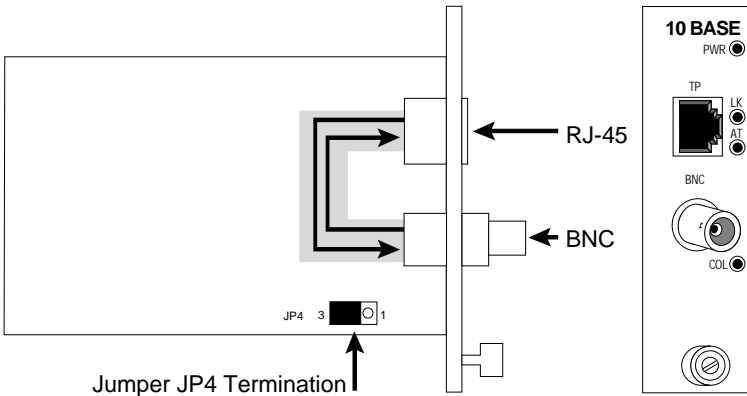 RJ-45
BNC
JP4 3 1
Jumper JP4 Termination
10 BASE
PWR
TP
LK
AT
BNC
COL